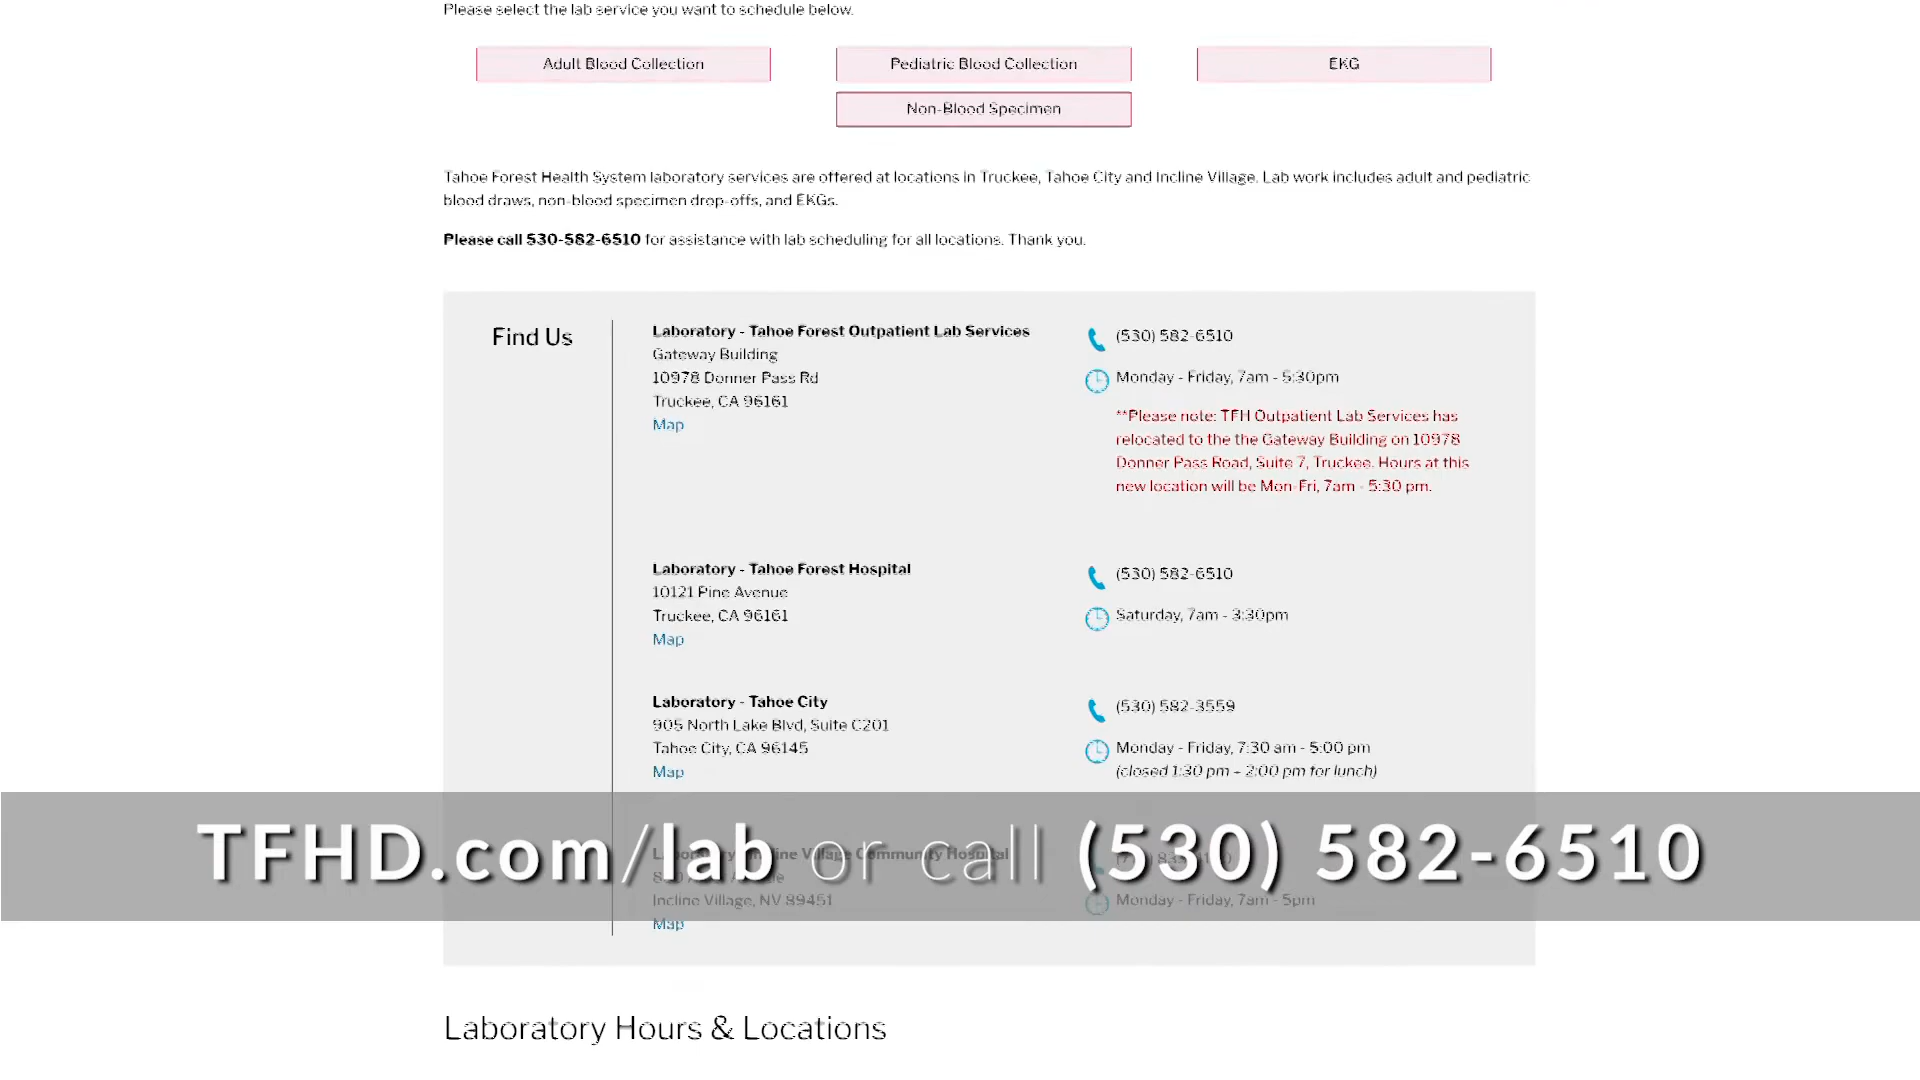 Please select the lab service you want to schedule below.
Adult Blood Collection
Pediatric Blood Collection
EKG
Non-Blood Specimen
Tahoe Forest Health System laboratory services are offered at locations in Truckee, Tahoe City and Incline Village. Lab work includes adult and pediatric
blood draws, non-blood specimen drop-offs, and EKGs.
Please call 530-582-6510 for assistance with lab scheduling for all locations. Thank you.
Find Us
Laboratory - Tahoe Forest Outpatient Lab Services
Gateway Building
10978 Donner Pass Rd
Truckee, CA 96161
Map
(530) 582-6510
Monday - Friday, 7am - 5:30pm
**Please note: TFH Outpatient Lab Services has
relocated to the the Gateway Building on 10978
Donner Pass Road, Suite 7, Truckee. Hours at this
new location will be Mon-Fri, 7am - 5:30 pm.
Laboratory - Tahoe Forest Hospital
10121 Pine Avenue
Truckee, CA 96161
Map
(530) 582-6510
Saturday, 7am - 3:30pm
Laboratory - Tahoe City
905 North Lake Blvd, Suite C201
Tahoe City, CA 96145
Map
(530) 582-3559
Monday - Friday, 7:30 am - 5:00 pm
(closed 1:30 pm - 2:00 pm for lunch)
TFHD.com/lab or call (530) 582-6510
Village Community Hospital
Incline Village, NV 89451
Map
Monday - Friday, 7am - 5pm
Laboratory Hours & Locations